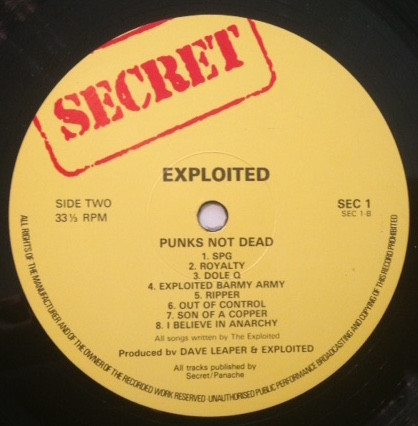 SECRET
EXPLOITED
SIDE TWO
33⅓ RPM
SEC 1
SEC 1-B
PUNKS NOT DEAD
1. SPG
2. ROYALTY
3. DOLE Q
4. EXPLOITED BARMY ARMY
5. RIPPER
6. OUT OF CONTROL
7. SON OF A COPPER
8. I BELIEVE IN ANARCHY
All songs written by The Exploited
Produced by DAVE LEAPER & EXPLOITED
All tracks published by
Secret/Panache
ALL RIGHTS OF THE MANUFACTURER AND OF THE OWNER OF THE RECORDED WORK RESERVED · UNAUTHORISED PUBLIC PERFORMANCE BROADCASTING AND COPYING OF THIS RECORD PROHIBITED